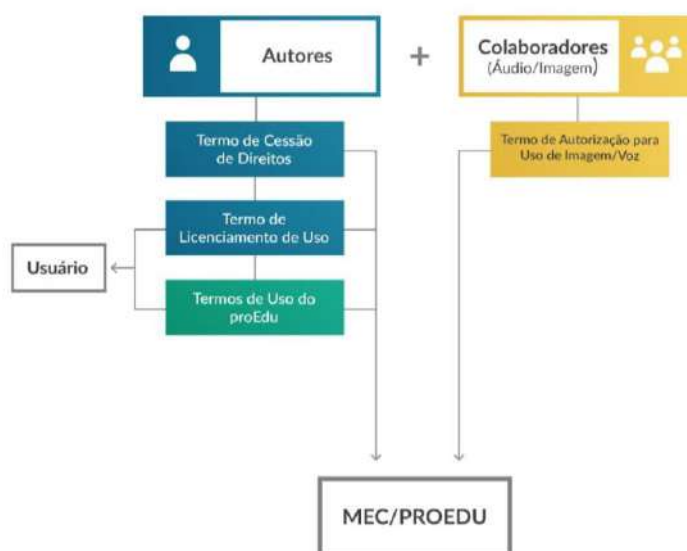 Autores
+
Colaboradores
(Áudio/Imagem)
Termo de Cessão
de Direitos
Termo de Autorização para
Uso de Imagem/Voz
Termo de
Licenciamento de Uso
Usuário
Termos de Uso do
proEdu
MEC/PROEDU